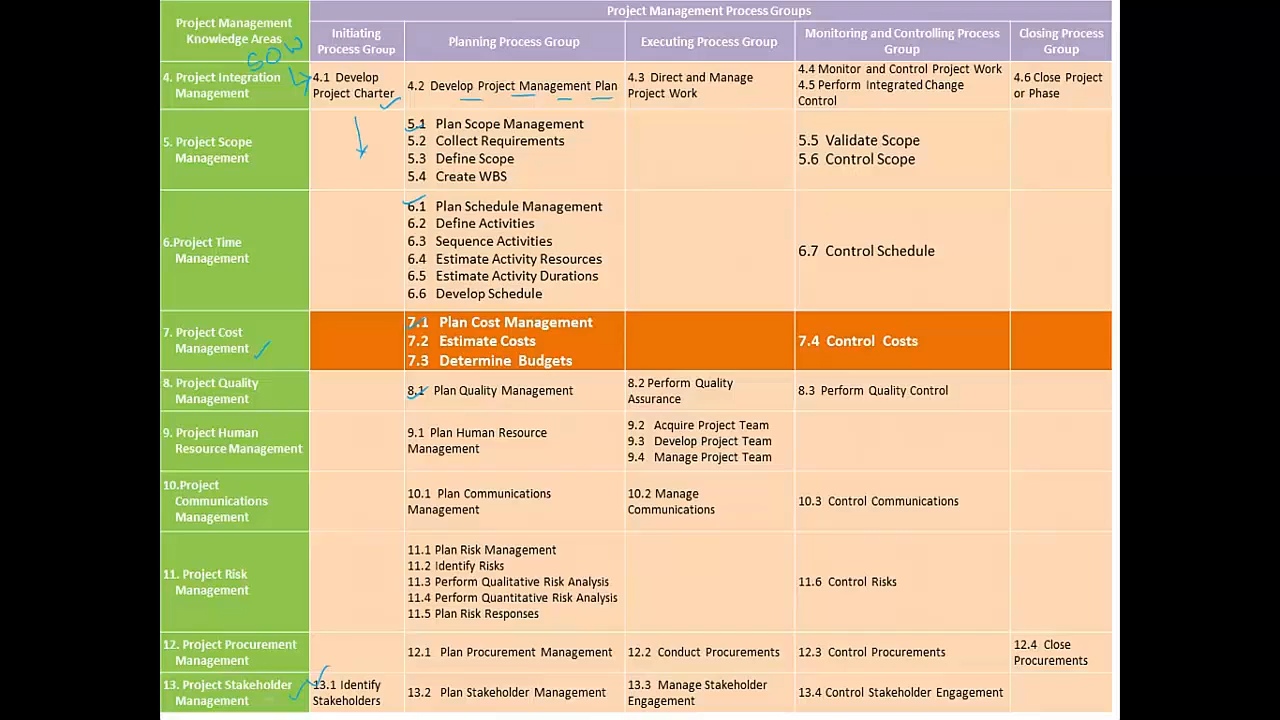 Project Management
Knowledge Areas
Project Management Process Groups
Initiating
Process Group
Planning Process Group
Executing Process Group
Monitoring and Controlling Process
Group
Closing Process
Group
SOW
4. Project Integration
Management
4.1 Develop
Project Charter
4.2 Develop Project Management Plan
4.3 Direct and Manage
Project Work
4.4 Monitor and Control Project Work
4.5 Perform Integrated Change
Control
4.6 Close Project
or Phase
5. Project Scope
Management
5.1 Plan Scope Management
5.2 Collect Requirements
5.3 Define Scope
5.4 Create WBS
5.5 Validate Scope
5.6 Control Scope
6.Project Time
Management
6.1 Plan Schedule Management
6.2 Define Activities
6.3 Sequence Activities
6.4 Estimate Activity Resources
6.5 Estimate Activity Durations
6.6 Develop Schedule
6.7 Control Schedule
7. Project Cost
Management
7.1 Plan Cost Management
7.2 Estimate Costs
7.3 Determine Budgets
7.4 Control Costs
8. Project Quality
Management
8.1 Plan Quality Management
8.2 Perform Quality
Assurance
8.3 Perform Quality Control
9. Project Human
Resource Management
9.1 Plan Human Resource
Management
9.2 Acquire Project Team
9.3 Develop Project Team
9.4 Manage Project Team
10.Project
Communications
Management
10.1 Plan Communications
Management
10.2 Manage
Communications
10.3 Control Communications
11. Project Risk
Management
11.1 Plan Risk Management
11.2 Identify Risks
11.3 Perform Qualitative Risk Analysis
11.4 Perform Quantitative Risk Analysis
11.5 Plan Risk Responses
11.6 Control Risks
12. Project Procurement
Management
12.1 Plan Procurement Management
12.2 Conduct Procurements
12.3 Control Procurements
12.4 Close
Procurements
13. Project Stakeholder
Management
13.1 Identify
Stakeholders
13.2 Plan Stakeholder Management
13.3 Manage Stakeholder
Engagement
13.4 Control Stakeholder Engagement